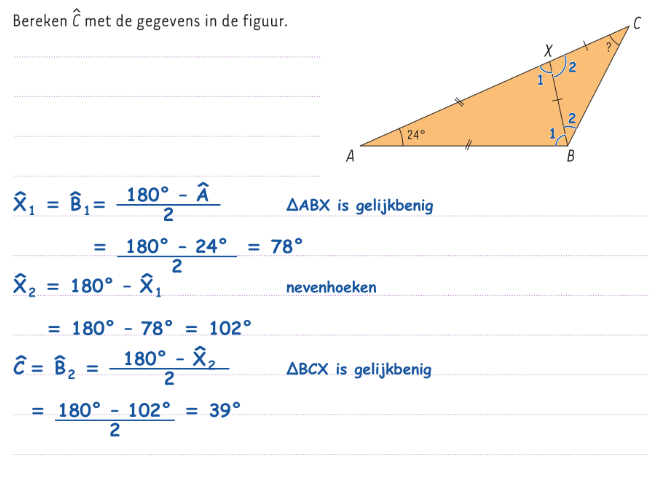 Bereken Ĉ met de gegevens in de figuur.
C
?
X
2
1
2
1
24°
A
B
X̂₁ = B̂₁ = (180° – Â) / 2 ΔABX is gelijkbenig
= (180° – 24°) / 2 = 78°
X̂₂ = 180° – X̂₁ nevenhoeken
= 180° – 78° = 102°
Ĉ = B̂₂ = (180° – X̂₂) / 2 ΔBCX is gelijkbenig
= (180° – 102°) / 2 = 39°